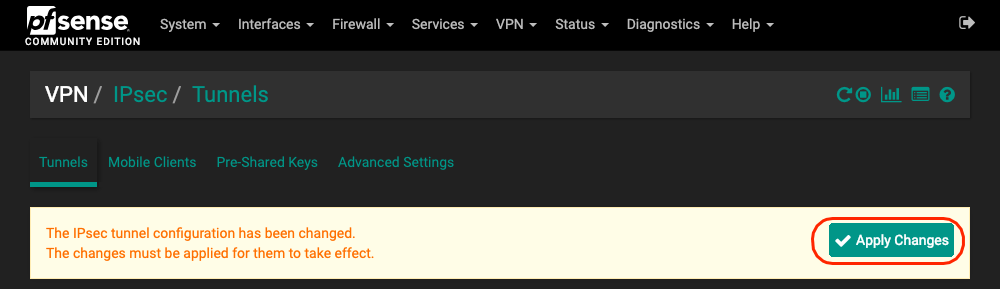 pfsense
COMMUNITY EDITION
System Interfaces Firewall Services VPN Status Diagnostics Help
VPN / IPsec / Tunnels
Tunnels Mobile Clients Pre-Shared Keys Advanced Settings
The IPsec tunnel configuration has been changed.
The changes must be applied for them to take effect.
Apply Changes